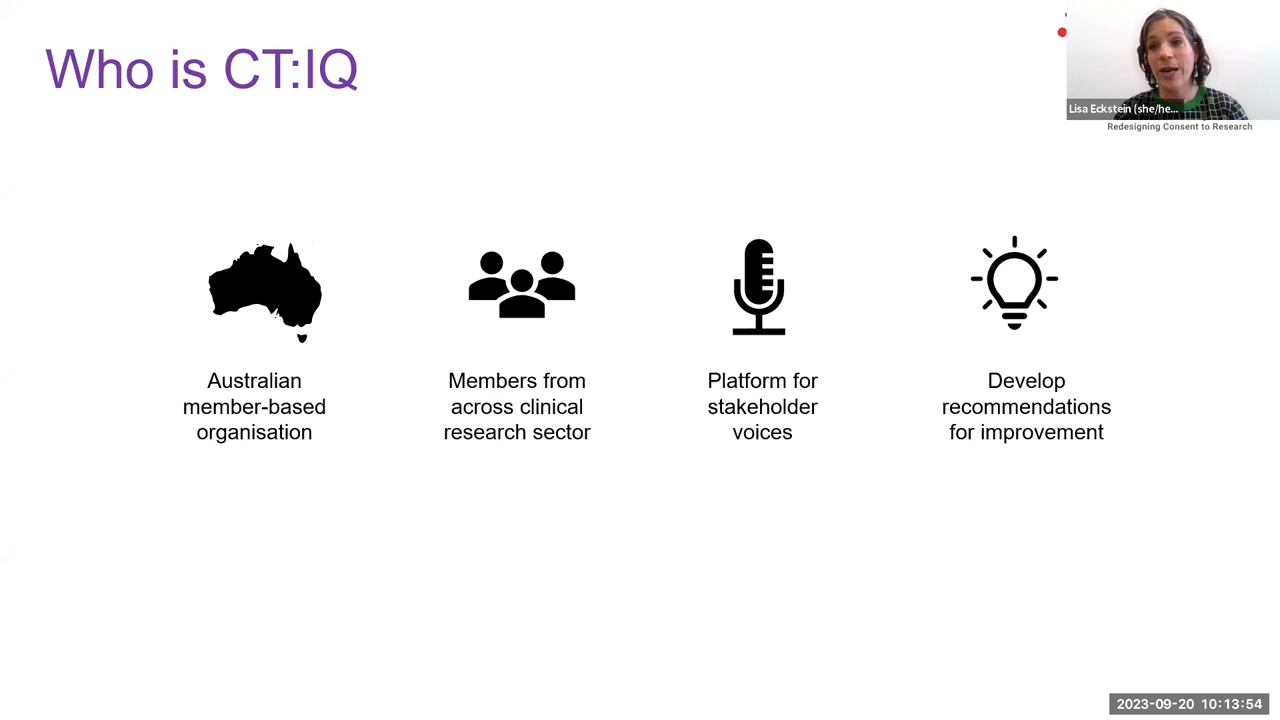 Who is CT:IQ
Lisa Eckstein (she/he...
Redesigning Consent to Research
Australian
member-based
organisation
Members from
across clinical
research sector
Platform for
stakeholder
voices
Develop
recommendations
for improvement
2023-09-20 10:13:54